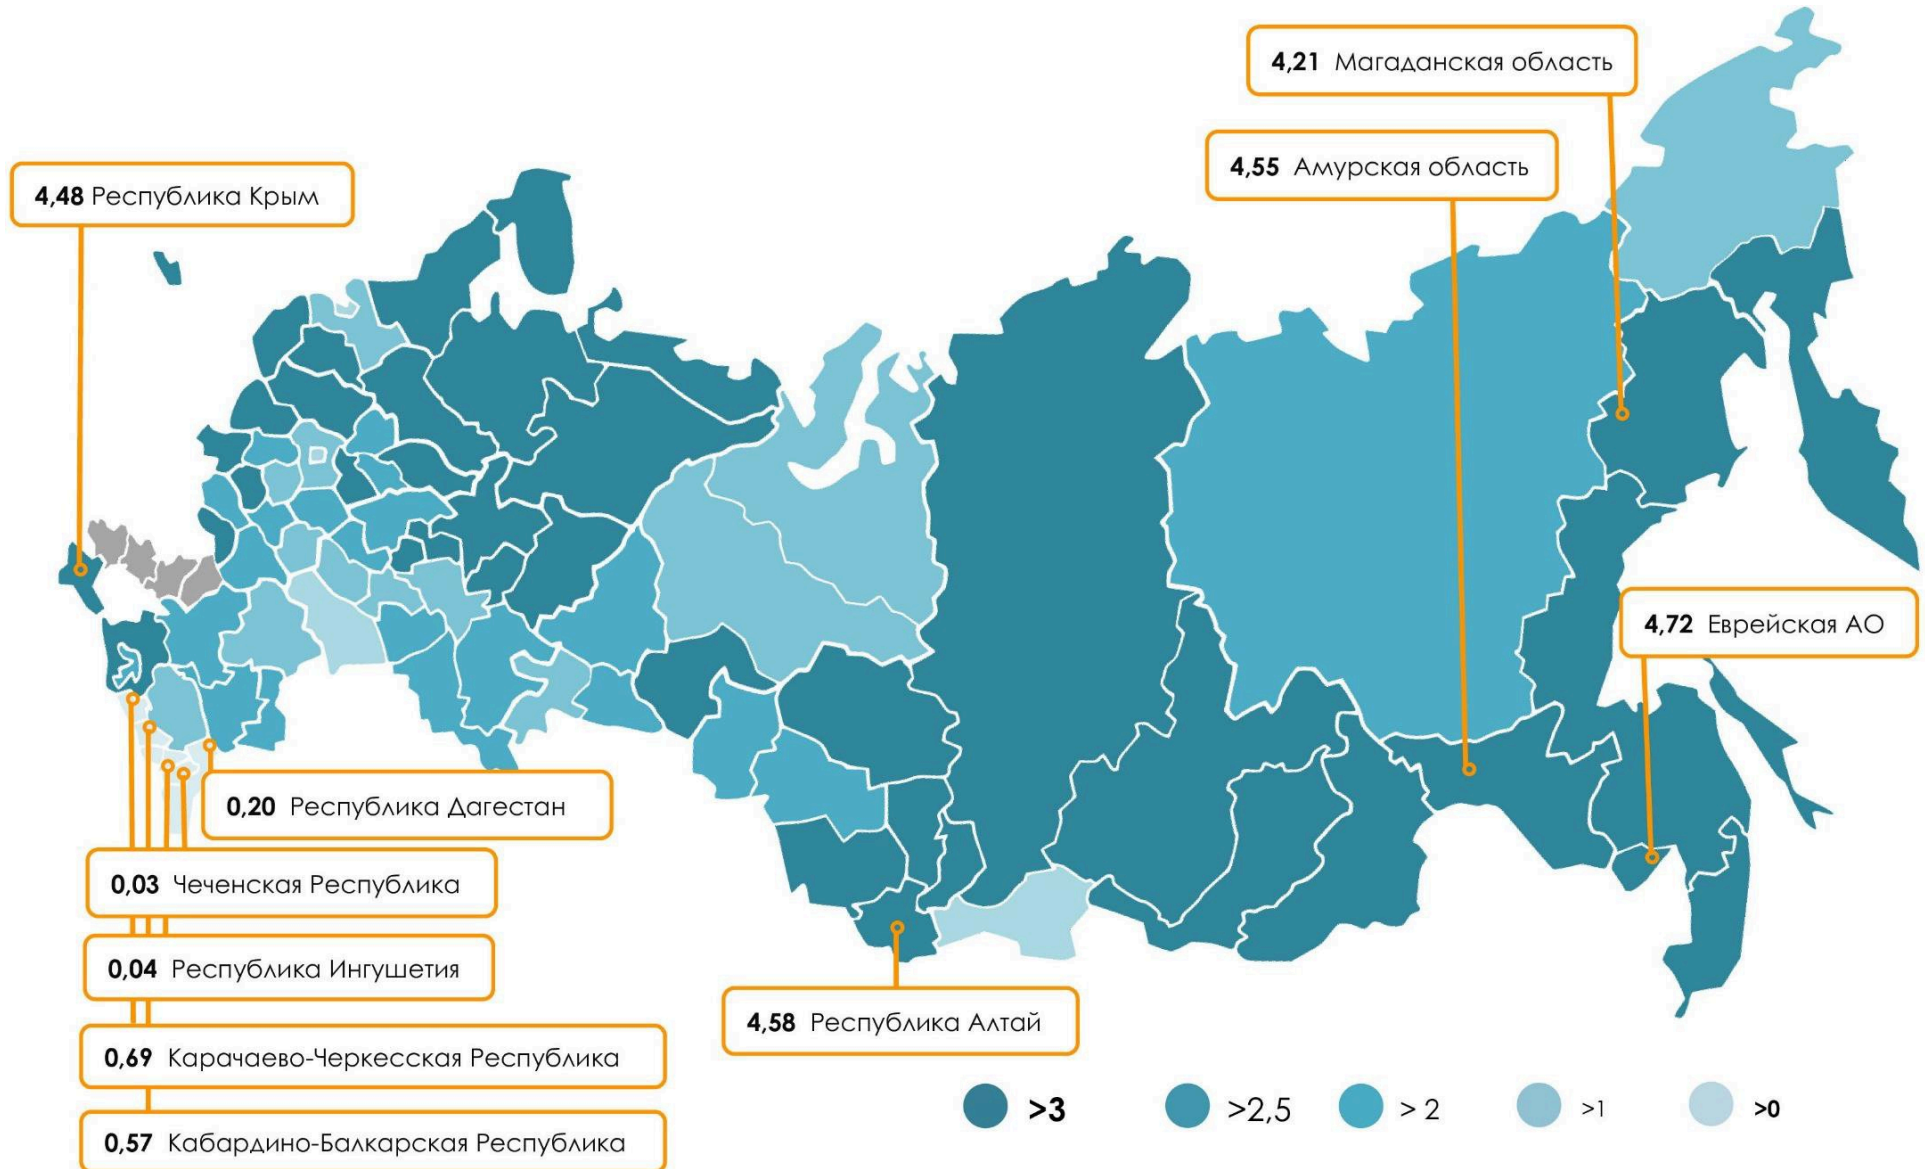 4,21 Магаданская область
4,55 Амурская область
4,48 Республика Крым
4,72 Еврейская АО
0,20 Республика Дагестан
0,03 Чеченская Республика
0,04 Республика Ингушетия
4,58 Республика Алтай
0,69 Карачаево-Черкесская Республика
0,57 Кабардино-Балкарская Республика
>3 >2,5 > 2 >1 >0